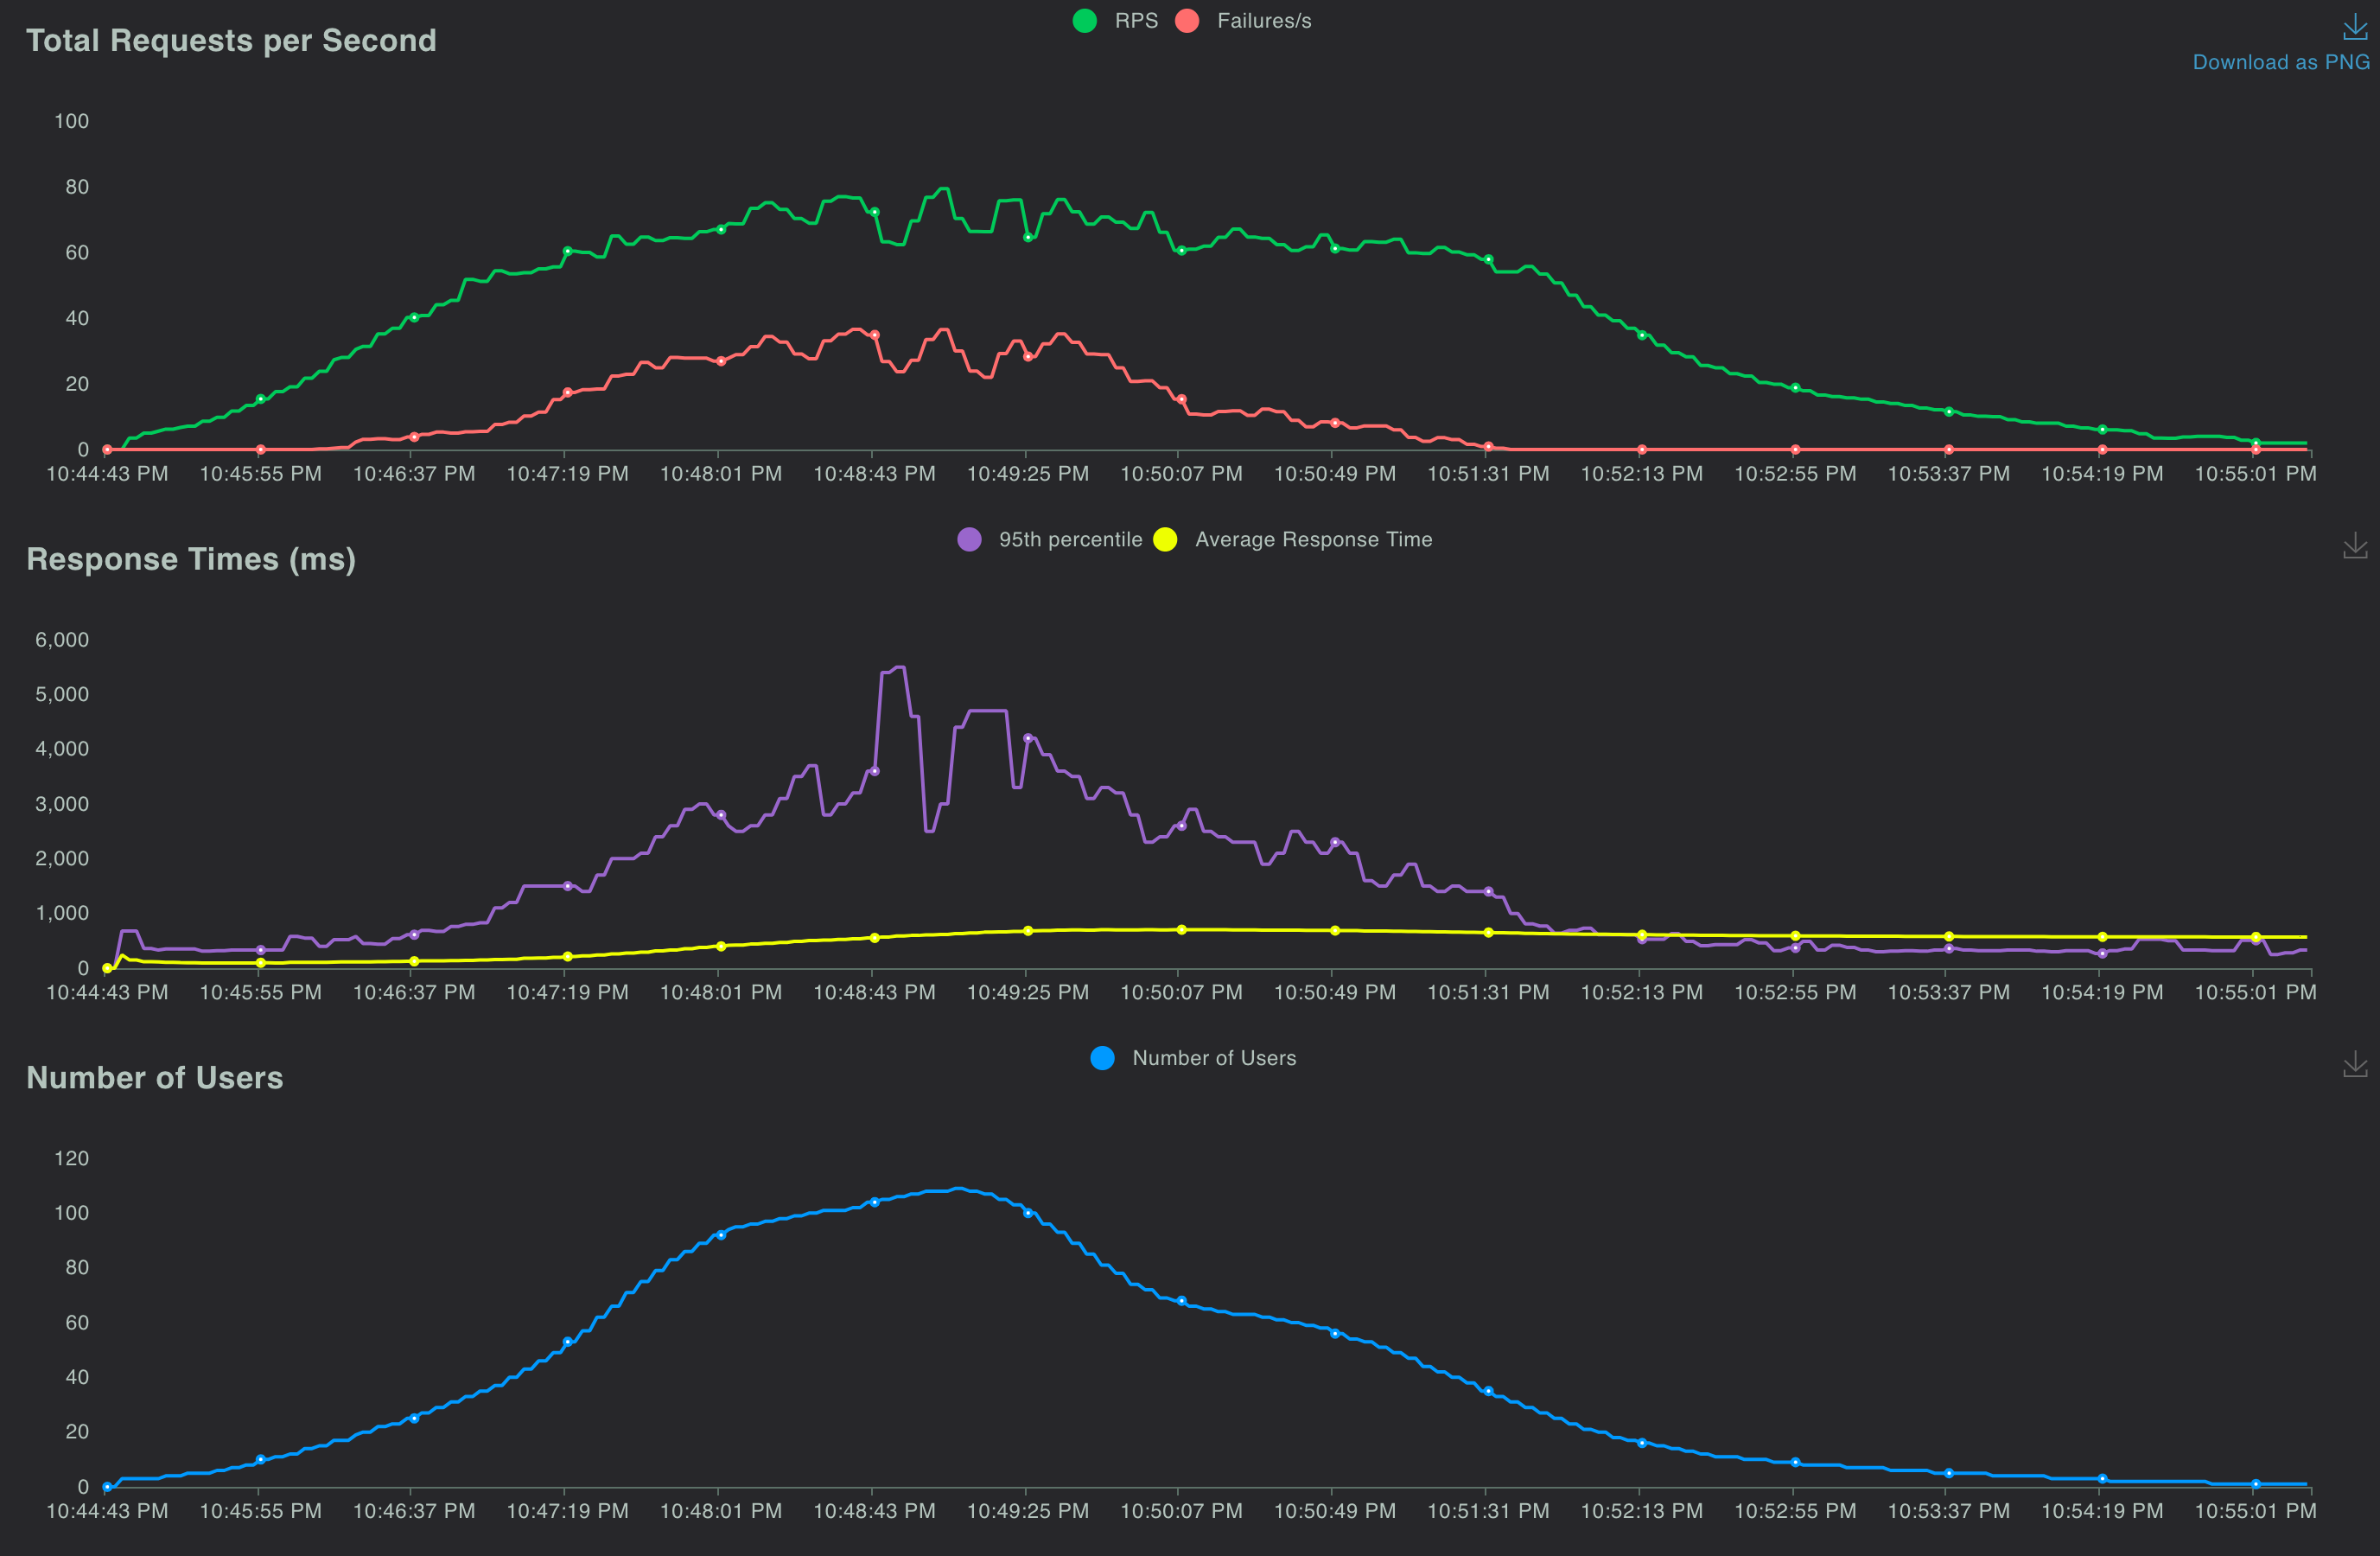 Total Requests per Second
RPS Failures/s
Download as PNG
100
80
60
40
20
0
10:44:43 PM 10:45:55 PM 10:46:37 PM 10:47:19 PM 10:48:01 PM 10:48:43 PM 10:49:25 PM 10:50:07 PM 10:50:49 PM 10:51:31 PM 10:52:13 PM 10:52:55 PM 10:53:37 PM 10:54:19 PM 10:55:01 PM
Response Times (ms)
95th percentile Average Response Time
6,000
5,000
4,000
3,000
2,000
1,000
0
10:44:43 PM 10:45:55 PM 10:46:37 PM 10:47:19 PM 10:48:01 PM 10:48:43 PM 10:49:25 PM 10:50:07 PM 10:50:49 PM 10:51:31 PM 10:52:13 PM 10:52:55 PM 10:53:37 PM 10:54:19 PM 10:55:01 PM
Number of Users
Number of Users
120
100
80
60
40
20
0
10:44:43 PM 10:45:55 PM 10:46:37 PM 10:47:19 PM 10:48:01 PM 10:48:43 PM 10:49:25 PM 10:50:07 PM 10:50:49 PM 10:51:31 PM 10:52:13 PM 10:52:55 PM 10:53:37 PM 10:54:19 PM 10:55:01 PM